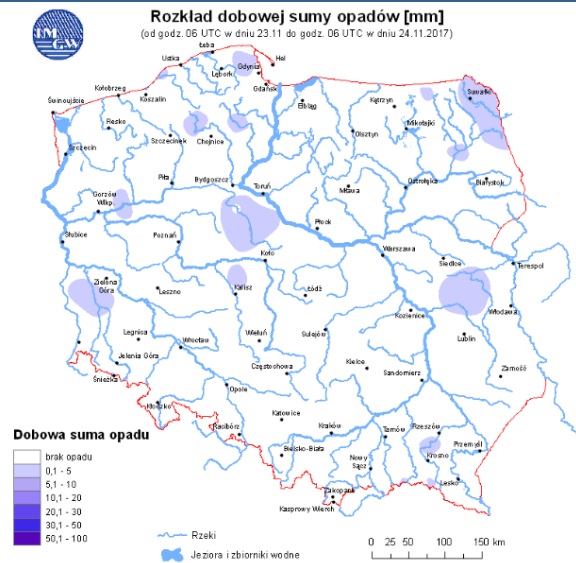 IM
GW
Rozkład dobowej sumy opadów [mm]
(od godz. 06 UTC w dniu 23.11 do godz. 06 UTC w dniu 24.11.2017)
Łeba
Ustka
Lębork
Gdynia
Hel
Gdańsk
Kołobrzeg
Koszalin
Świnoujście
Elbląg
Kętrzyn
Suwałki
Resko
Szczecinek
Chojnice
Olsztyn
Mikołajki
Szczecin
Piła
Bydgoszcz
Toruń
Mława
Ostrołęka
Białystok
Gorzów
Wlkp
Płock
Słubice
Poznań
Koło
Warszawa
Siedlce
Terespol
Zielona
Góra
Leszno
Kalisz
Łódź
Kozienice
Włodawa
Legnica
Wrocław
Wieluń
Sulejów
Lublin
Jelenia Góra
Śnieżka
Częstochowa
Kielce
Sandomierz
Zamość
Opole
Kłodzko
Katowice
Racibórz
Kraków
Tarnów
Rzeszów
Przemyśl
Bielsko-Biała
Nowy
Sącz
Krosno
Lesko
Zakopane
Kasprowy Wierch
Dobowa suma opadu
brak opadu
0,1 - 5
5,1 - 10
10,1 - 20
20,1 - 30
30,1 - 50
50,1 - 100
Rzeki
Jeziora i zbiorniki wodne
0 25 50 100 150 km